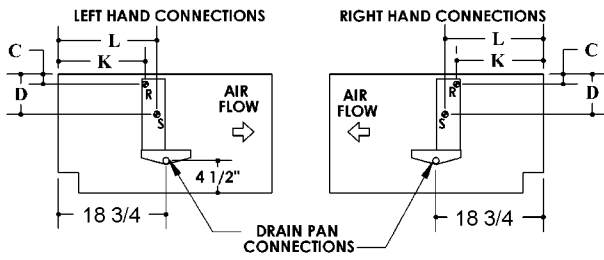 LEFT HAND CONNECTIONS
RIGHT HAND CONNECTIONS
L
L
C
K
K
C
D
D
R
R
AIR
FLOW
AIR
FLOW
S
S
4 1/2"
18 3/4
18 3/4
DRAIN PAN
CONNECTIONS